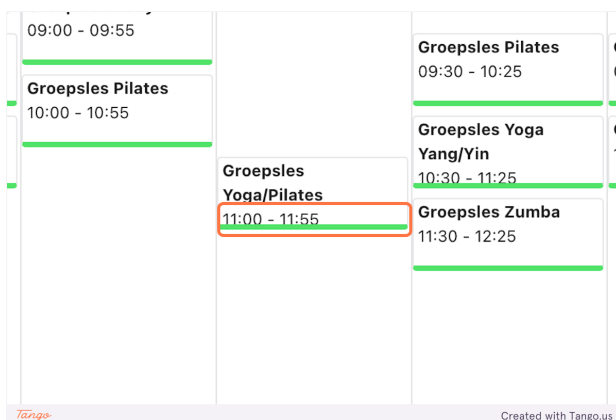 09:00 - 09:55
Groepsles Pilates
10:00 - 10:55
Groepsles
Yoga/Pilates
11:00 - 11:55
Groepsles Pilates
09:30 - 10:25
Groepsles Yoga
Yang/Yin
10:30 - 11:25
Groepsles Zumba
11:30 - 12:25
Tango
Created with Tango.us